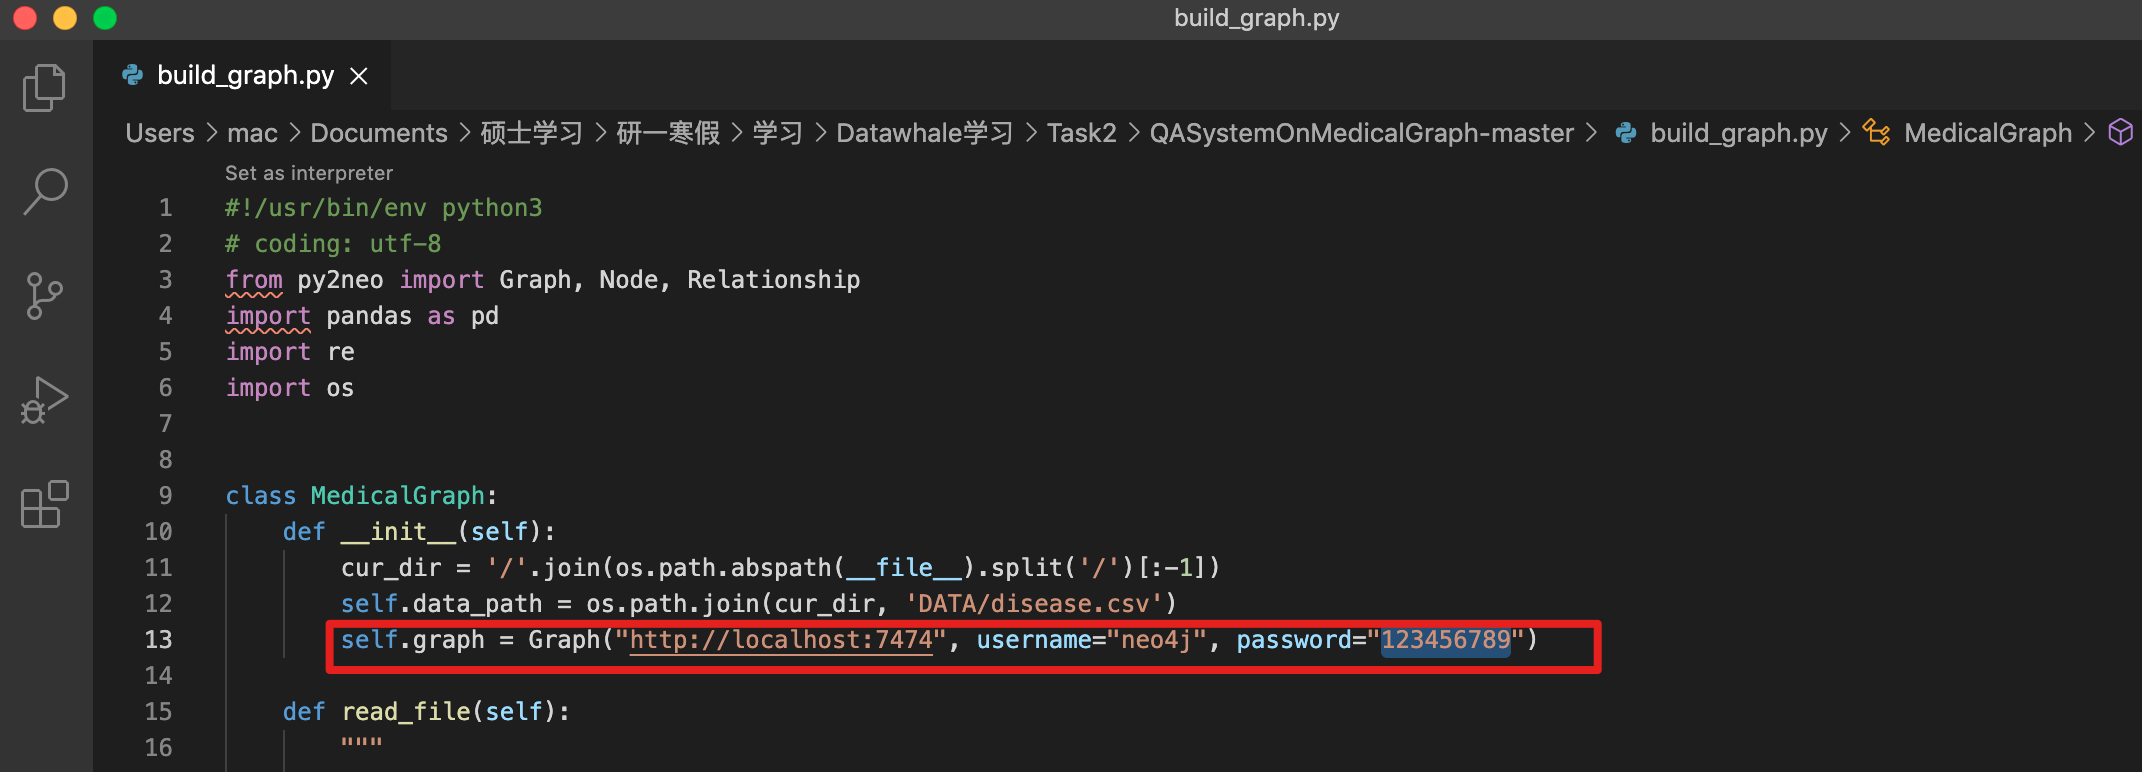 build_graph.py
build_graph.py
Users > mac > Documents > 硕士学习 > 研一寒假 > 学习 > Datawhale学习 > Task2 > QASystemOnMedicalGraph-master > build_graph.py > MedicalGraph >
Set as interpreter
1 #!/usr/bin/env python3
2 # coding: utf-8
3 from py2neo import Graph, Node, Relationship
4 import pandas as pd
5 import re
6 import os
7
8
9 class MedicalGraph:
10 def __init__(self):
11 cur_dir = '/'.join(os.path.abspath(__file__).split('/')[:-1])
12 self.data_path = os.path.join(cur_dir, 'DATA/disease.csv')
13 self.graph = Graph("http://localhost:7474", username="neo4j", password="123456789")
14
15 def read_file(self):
16 """